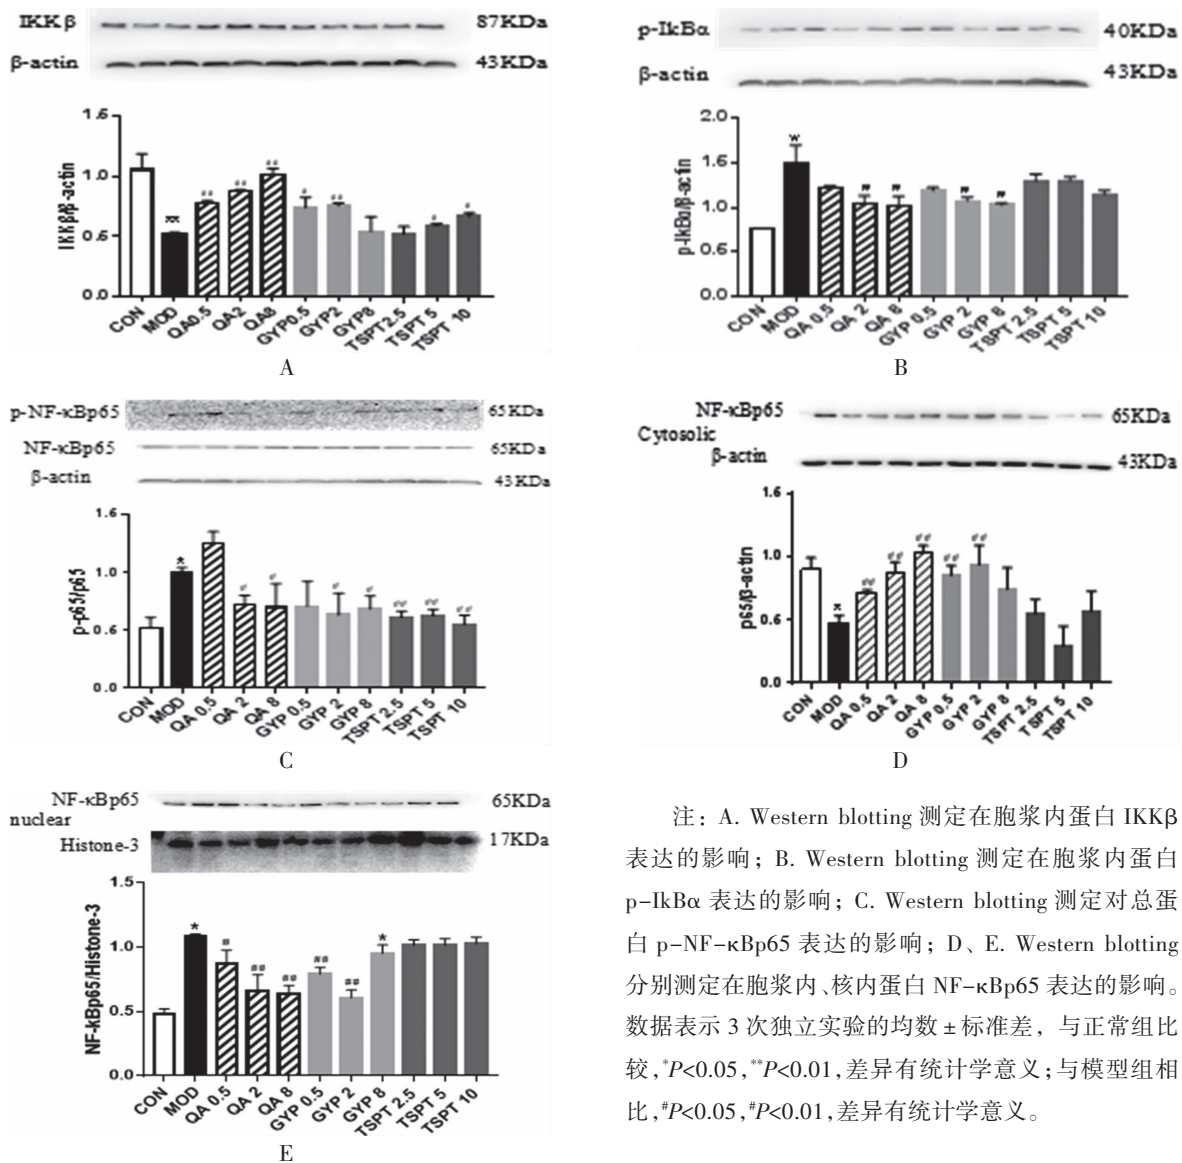 IKKβ 87KDa
β-actin 43KDa
IKKβ/β-actin
1.5
1.0
0.5
0.0
CON MOD QA0.5 QA2 QA8 GYP0.5 GYP2 GYP8 TSPT2.5 TSPT5 TSPT 10
A
p-IkBα 40KDa
β-actin 43KDa
p-IkBα/β-actin
2.0
1.5
1.0
0.5
0.0
CON MOD QA 0.5 QA 2 QA 8 GYP 0.5 GYP 2 GYP 8 TSPT 2.5 TSPT 5 TSPT 10
B
p-NF-κBp65 65KDa
NF-κBp65 65KDa
β-actin 43KDa
p-p65/p65
1.5
1.0
0.5
0.0
CON MOD QA 0.5 QA 2 QA 8 GYP 0.5 GYP 2 GYP 8 TSPT 2.5 TSPT 5 TSPT 10
C
NF-κBp65 65KDa
Cytosolic
β-actin 43KDa
p65/β-actin
1.5
1.0
0.5
0.0
CON MOD QA 0.5 QA 2 QA 8 GYP 0.5 GYP 2 GYP 8 TSPT 2.5 TSPT 5 TSPT 10
D
NF-κBp65 65KDa
nuclear
Histone-3 17KDa
NF-kBp65/Histone-3
1.5
1.0
0.5
0.0
* # ## ## ## ## *
CON MOD QA 0.5 QA 2 QA 8 GYP 0.5 GYP 2 GYP 8 TSPT 2.5 TSPT 5 TSPT 10
E
注：A. Western blotting 测定在胞浆内蛋白 IKKβ
表达的影响；B. Western blotting 测定在胞浆内蛋白
p-IkBα 表达的影响；C. Western blotting 测定对总蛋
白 p-NF-κBp65 表达的影响；D、E. Western blotting
分别测定在胞浆内、核内蛋白 NF-κBp65 表达的影响。
数据表示 3 次独立实验的均数 ± 标准差，与正常组比
较，*P<0.05，**P<0.01，差异有统计学意义；与模型组相
比，#P<0.05，#P<0.01，差异有统计学意义。